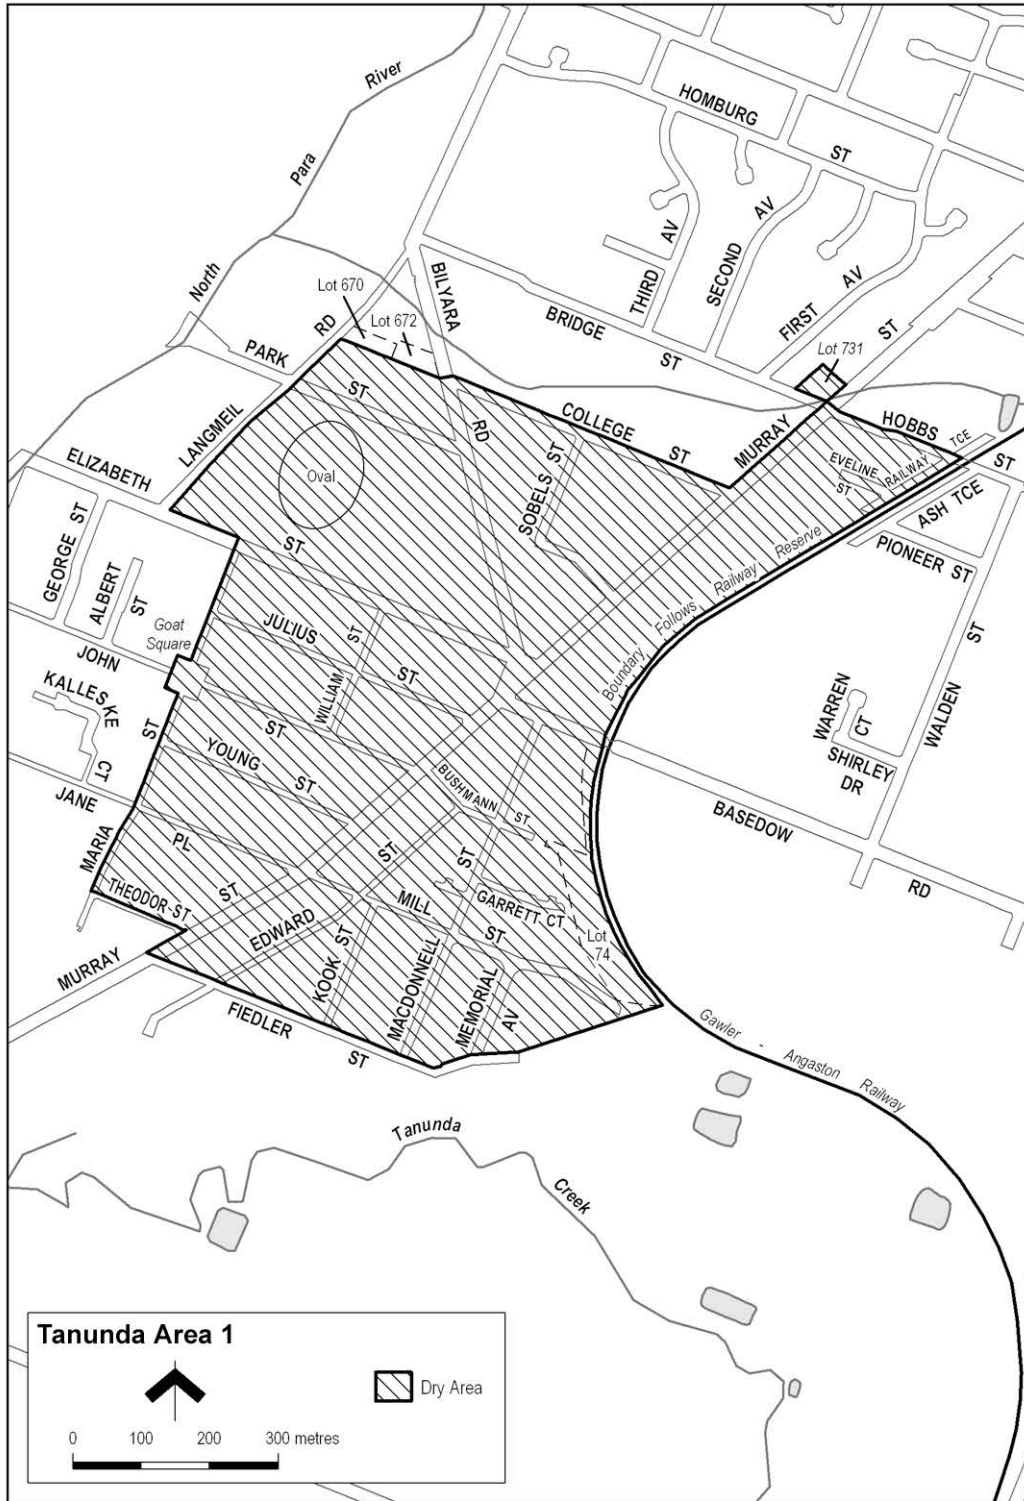 HOMBURG
ST
River
Para
North
THIRD
AV
SECOND
AV
FIRST
AV
ST
BRIDGE
ST
BILYARA
RD
Lot 670
Lot 672
RD
LANGMEIL
PARK
ST
Lot 731
HOBBS
ST
COLLEGE
ST
MURRAY
EVELINE
ST
RAILWAY
TCE
ASH TCE
PIONEER ST
ELIZABETH
ST
Oval
SOBELS ST
GEORGE ST
ALBERT
ST
Goat
Square
JOHN
ST
JULIUS
ST
WILLIAM
ST
Boundary Follows Railway Reserve
KALLESKE
CT
JANE
PL
YOUNG
ST
BUSHMANN
ST
WARREN
CT
SHIRLEY
DR
WALDEN
ST
BASEDOW
RD
MARIA
ST
THEODOR ST
MURRAY
ST
EDWARD
ST
MILL
ST
GARRETT CT
KOOK ST
MACDONNELL
ST
MEMORIAL
AV
Lot
74
FIEDLER
ST
Gawler - Angaston Railway
Tanunda
Creek
Tanunda Area 1
Dry Area
0 100 200 300 metres